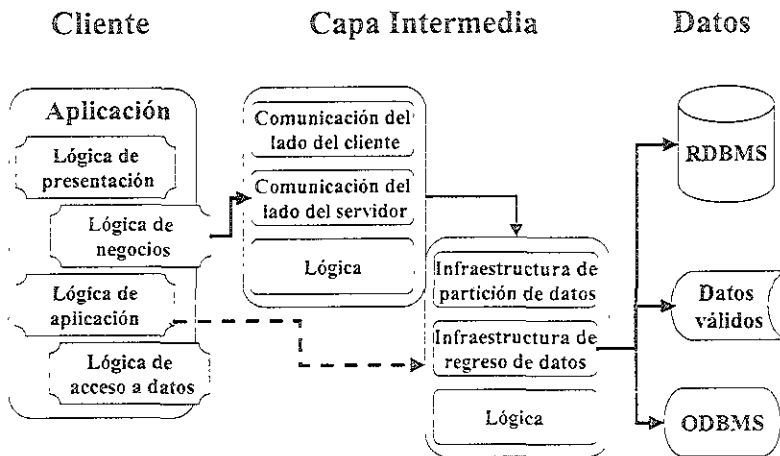 Cliente
Capa Intermedia
Datos
Aplicación
Lógica de
presentación
Lógica de
negocios
Lógica de
aplicación
Lógica de
acceso a datos
Comunicación del
lado del cliente
Comunicación del
lado del servidor
Lógica
Infraestructura de
partición de datos
Infraestructura de
regreso de datos
Lógica
RDBMS
Datos
válidos
ODBMS